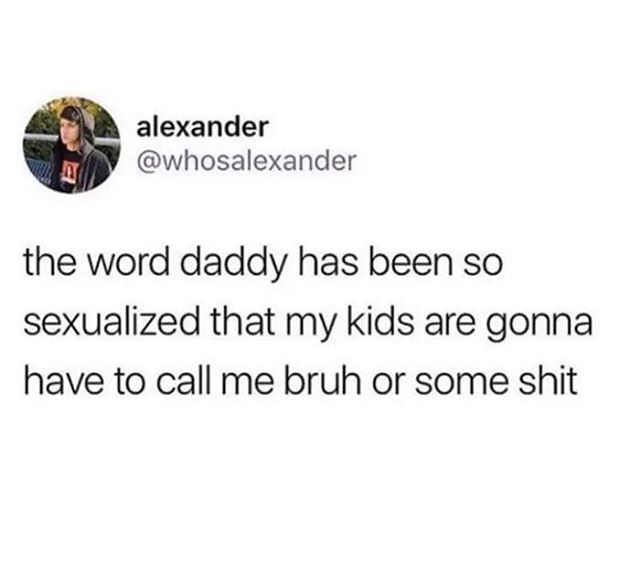 alexander
@whosalexander
the word daddy has been so
sexualized that my kids are gonna
have to call me bruh or some shit